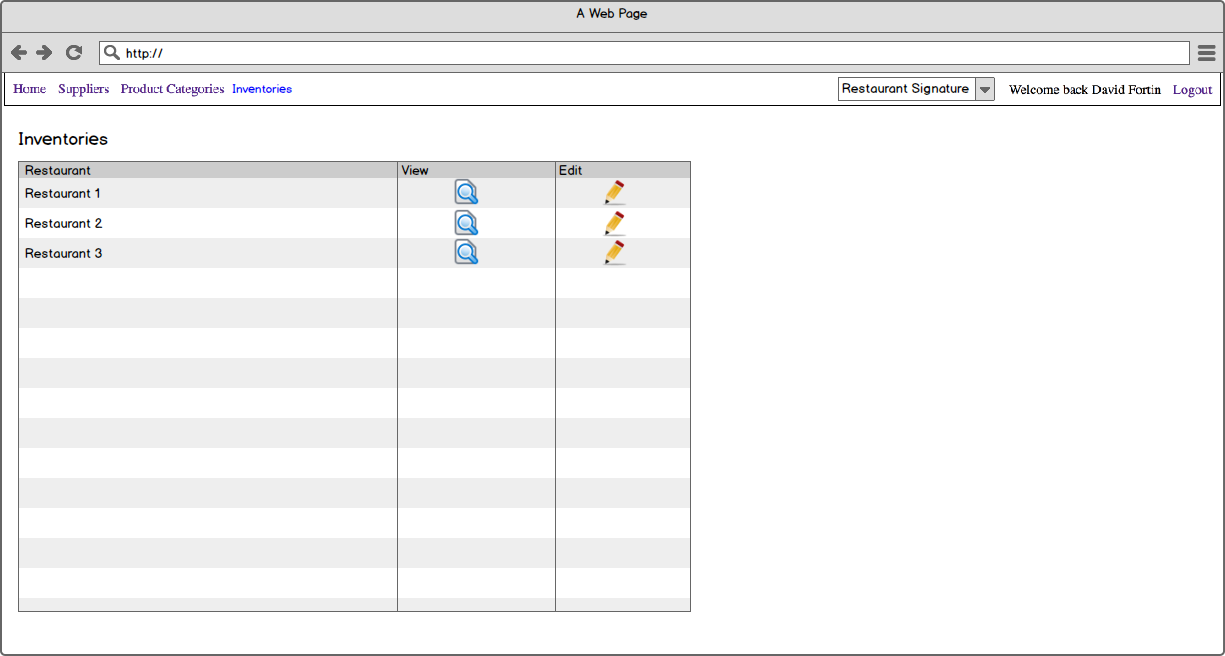 A Web Page
http://
Home Suppliers Product Categories Inventories Restaurant Signature Welcome back David Fortin Logout
Inventories
Restaurant View Edit
Restaurant 1
Restaurant 2
Restaurant 3